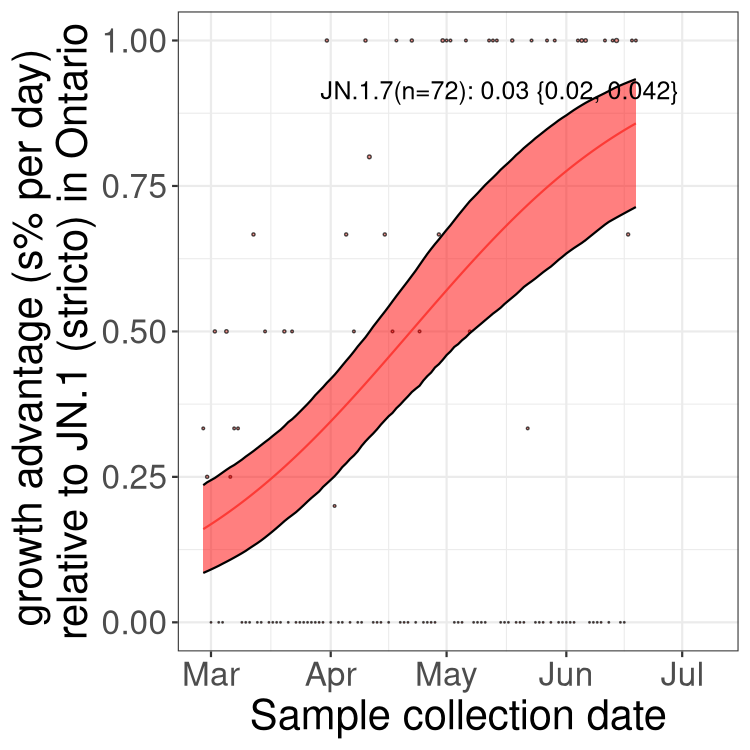 growth advantage (s% per day)
relative to JN.1 (stricto) in Ontario
1.00
0.75
0.50
0.25
0.00
JN.1.7(n=72): 0.03 {0.02, 0.042}
Mar Apr May Jun Jul
Sample collection date